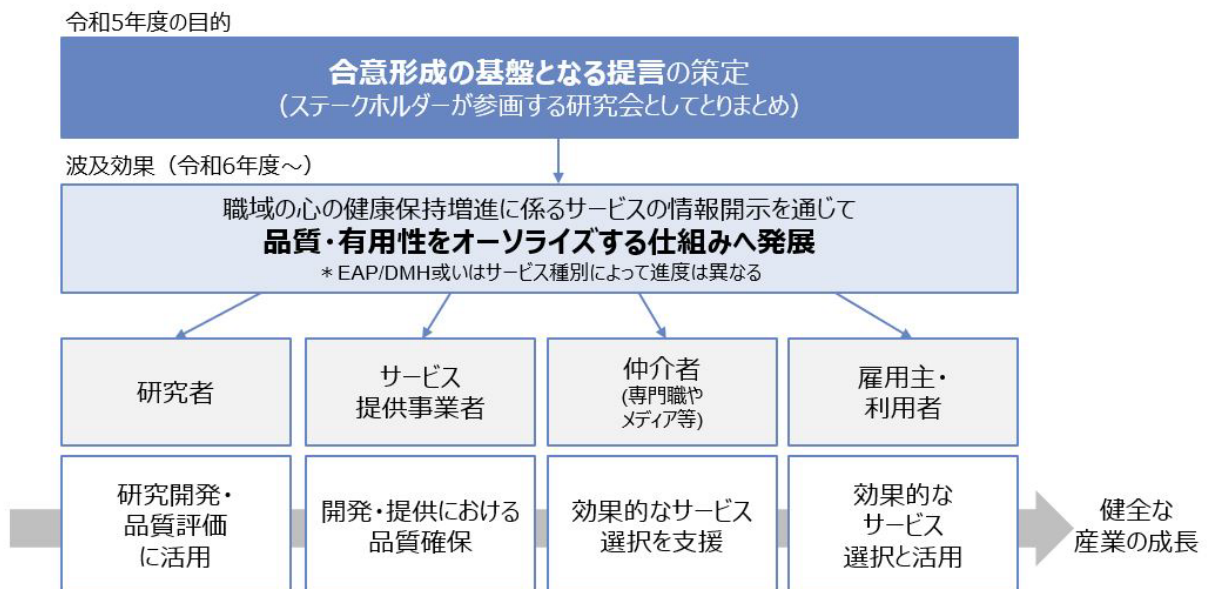 令和5年度の目的
合意形成の基盤となる提言の策定
(ステークホルダーが参画する研究会としてとりまとめ)
波及効果（令和6年度～）
職域の心の健康保持増進に係るサービスの情報開示を通じて
品質・有用性をオーソライズする仕組みへ発展
＊EAP/DMH或いはサービス種別によって進度は異なる
研究者
サービス
提供事業者
仲介者
(専門職や
メディア等)
雇用主・
利用者
研究開発・
品質評価
に活用
開発・提供における
品質確保
効果的なサービス
選択を支援
効果的な
サービス
選択と活用
健全な
産業の成長